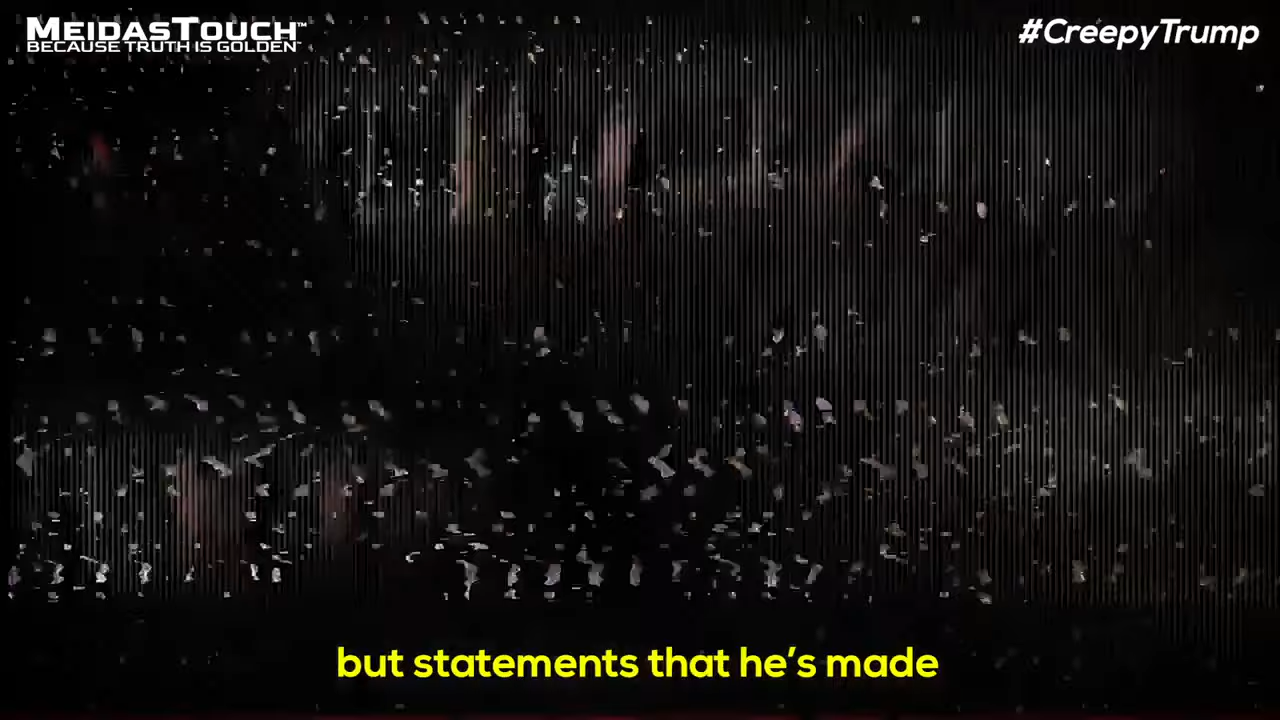 MEIDASTOUCH™
BECAUSE TRUTH IS GOLDEN™
#CreepyTrump
but statements that he's made